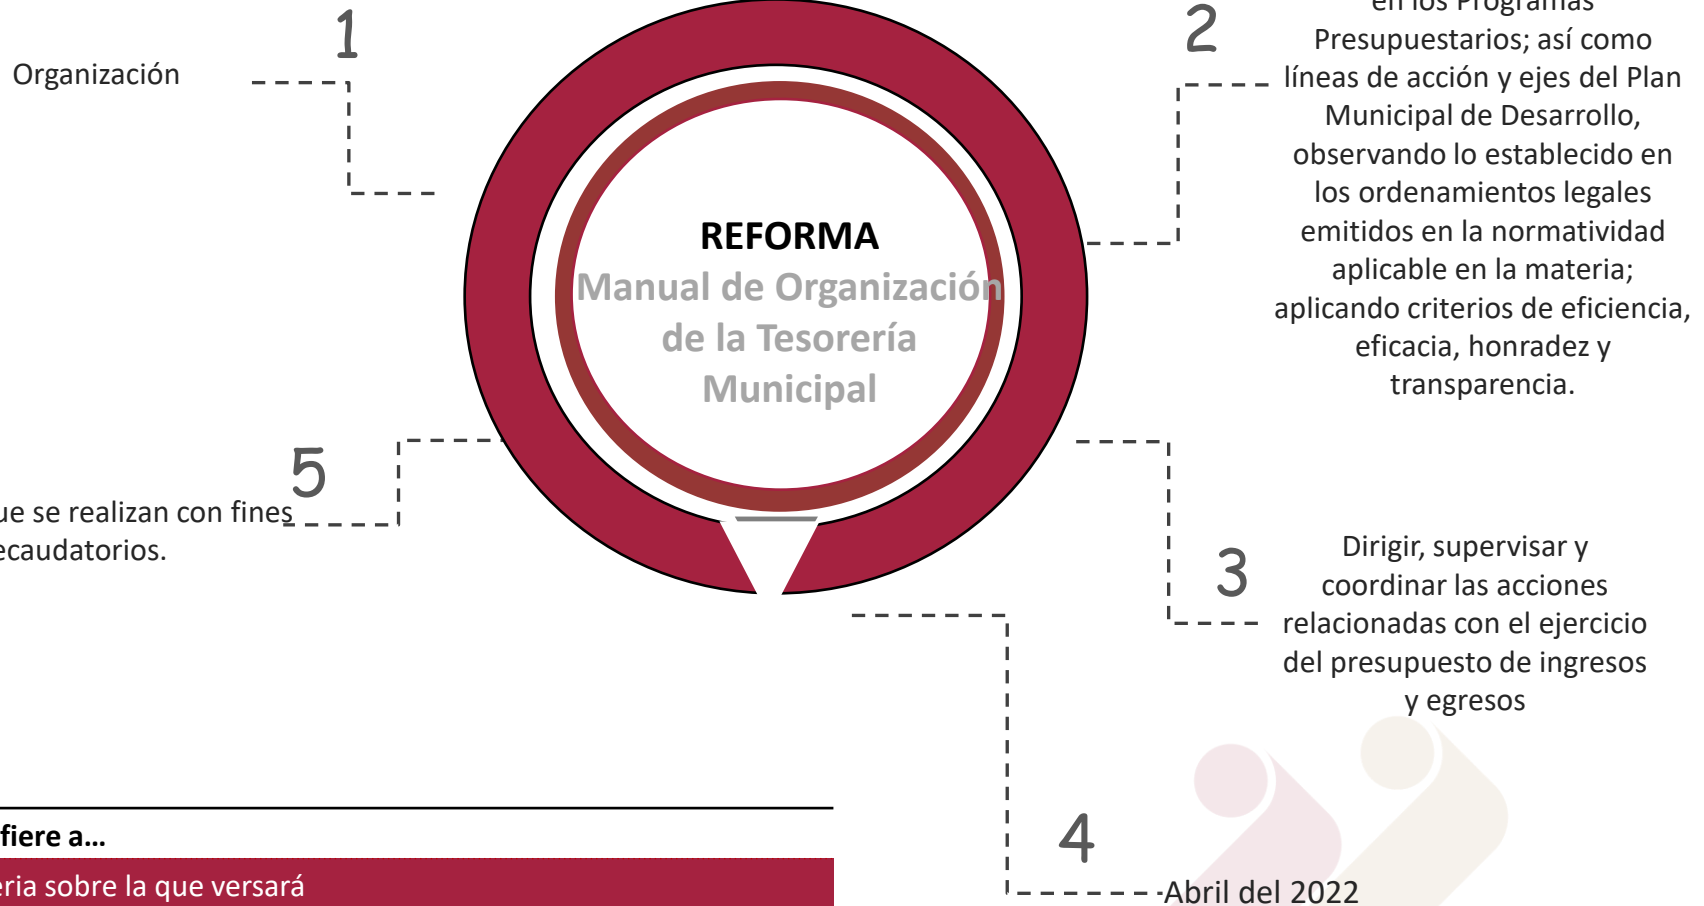 1
Organización
REFORMA
Manual de Organización
de la Tesorería
Municipal
2
en los Programas
Presupuestarios; así como
líneas de acción y ejes del Plan
Municipal de Desarrollo,
observando lo establecido en
los ordenamientos legales
emitidos en la normatividad
aplicable en la materia;
aplicando criterios de eficiencia,
eficacia, honradez y
transparencia.
3
Dirigir, supervisar y
coordinar las acciones
relacionadas con el ejercicio
del presupuesto de ingresos
y egresos
4
Abril del 2022
5
se realizan con fines
fiere a...
sobre la que versará